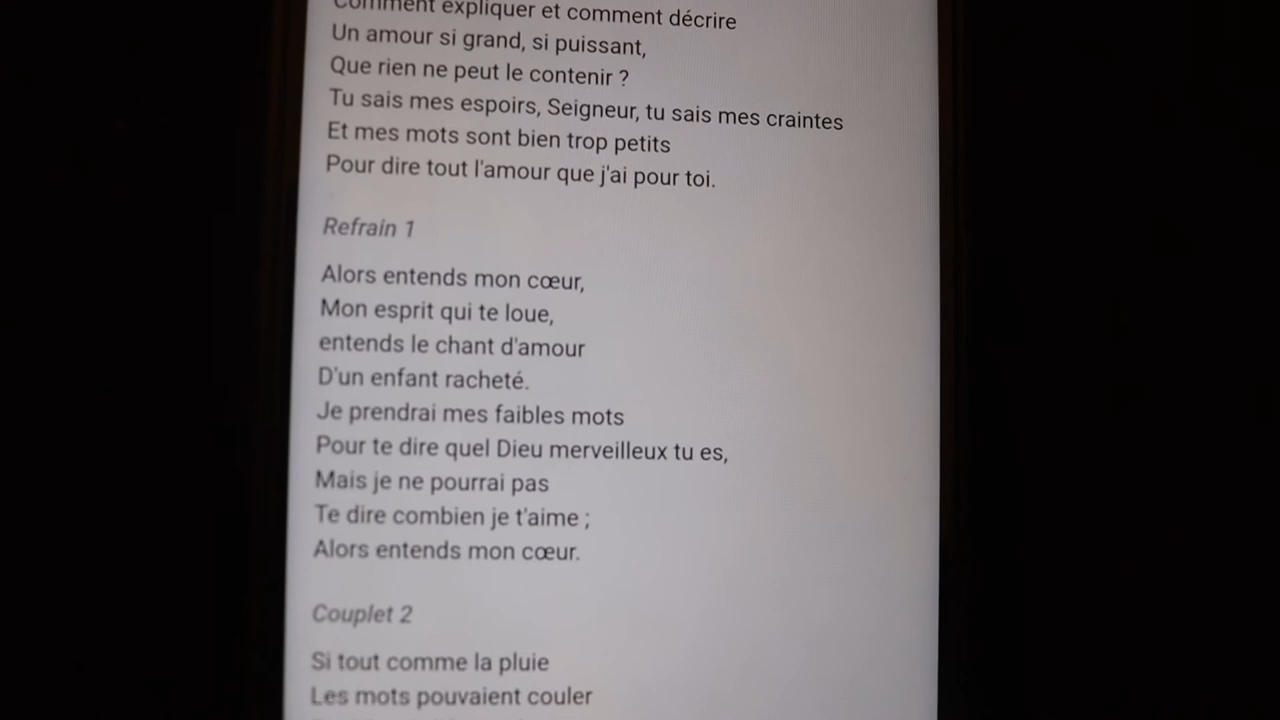 Comment expliquer et comment décrire
Un amour si grand, si puissant,
Que rien ne peut le contenir ?
Tu sais mes espoirs, Seigneur, tu sais mes craintes
Et mes mots sont bien trop petits
Pour dire tout l'amour que j'ai pour toi.
Refrain 1
Alors entends mon cœur,
Mon esprit qui te loue,
entends le chant d'amour
D'un enfant racheté.
Je prendrai mes faibles mots
Pour te dire quel Dieu merveilleux tu es,
Mais je ne pourrai pas
Te dire combien je t'aime ;
Alors entends mon cœur.
Couplet 2
Si tout comme la pluie
Les mots pouvaient couler